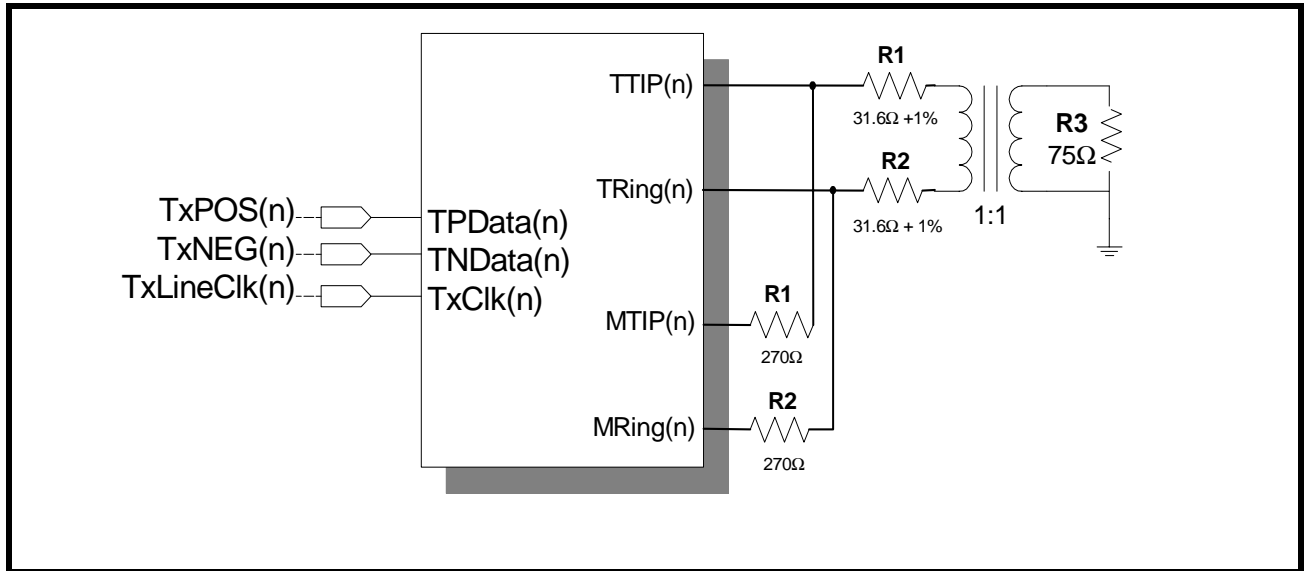 TTIP(n)
R1
31.6Ω +1%
R3
75Ω
R2
TRing(n)
31.6Ω + 1%
1:1
TxPOS(n)
TPData(n)
TxNEG(n)
TNData(n)
TxLineClk(n)
TxClk(n)
R1
MTIP(n)
270Ω
R2
MRing(n)
270Ω